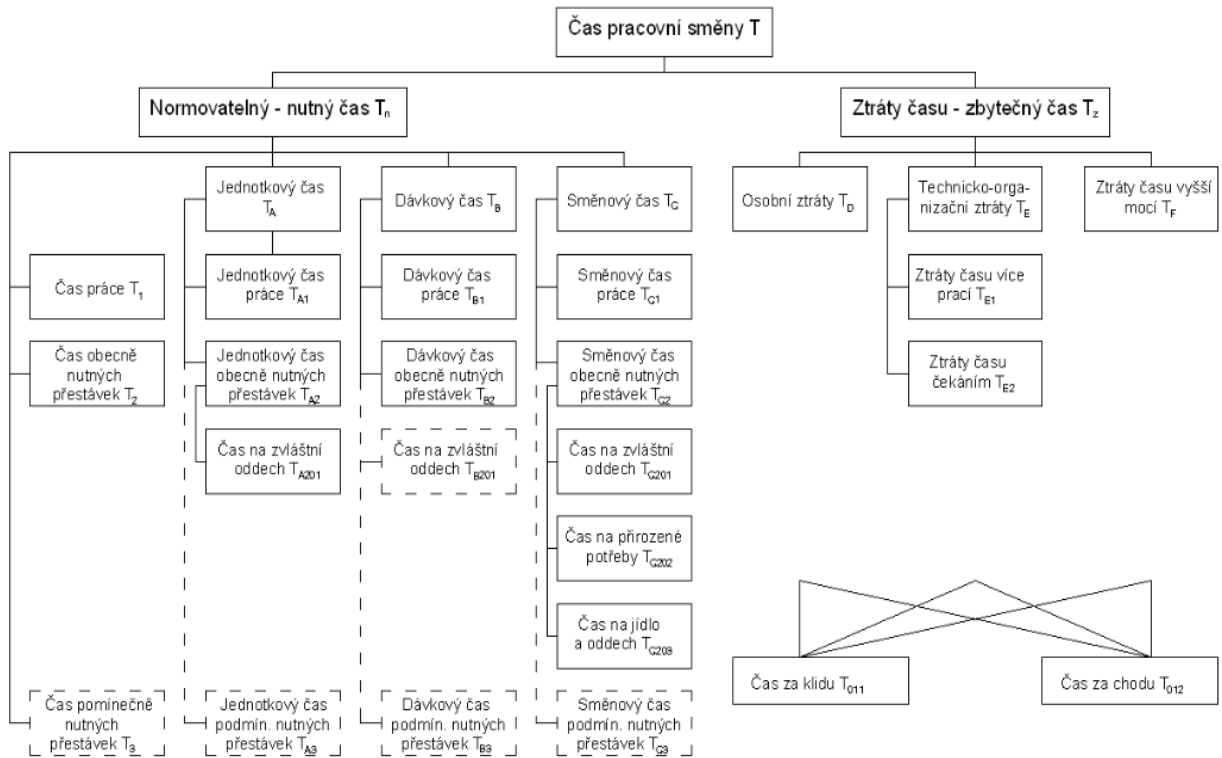 Čas pracovní směny T
Normovatelný - nutný čas Tn
Ztráty času - zbytečný čas Tz
Jednotkový čas
TA
Dávkový čas TB
Směnový čas TC
Osobní ztráty TD
Technicko-orga-
nizační ztráty TE
Ztráty času vyšší
mocí TF
Čas práce T1
Jednotkový čas
práce TA1
Dávkový čas
práce TB1
Směnový čas
práce TC1
Ztráty času více
prací TE1
Čas obecně
nutných
přestávek T2
Jednotkový čas
obecně nutných
přestávek TA2
Dávkový čas
obecně nutných
přestávek TB2
Směnový čas
obecně nutných
přestávek TC2
Ztráty času
čekáním TE2
Čas na zvláštní
oddech TA201
Čas na zvláštní
oddech TB201
Čas na zvláštní
oddech TC201
Čas na přirozené
potřeby TC202
Čas na jídlo
a oddech TC203
Čas za klidu T011
Čas za chodu T012
Čas pomínečně
nutných
přestávek T3
Jednotkový čas
podmín. nutných
přestávek TA3
Dávkový čas
podmín. nutných
přestávek TB3
Směnový čas
podmín. nutných
přestávek TC3